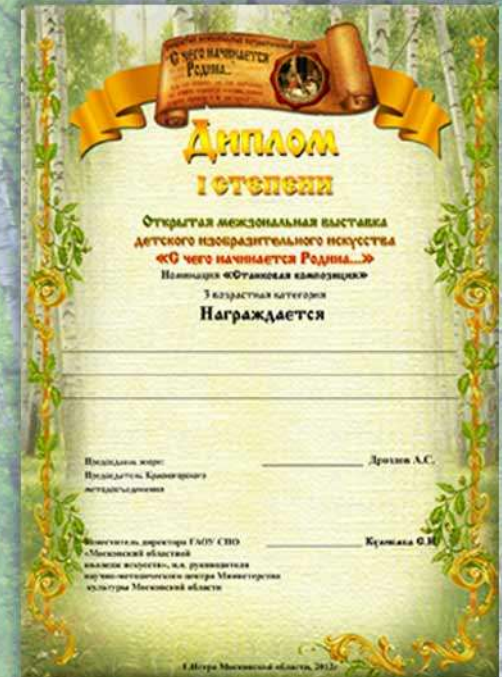 С чего начинается
Родина...
Диплом
I степени
Открытая межзональная выставка
детского изобразительного искусства
«С чего начинается Родина...»
Номинация «Станковая композиция»
3 возрастная категория
Награждается
Председатель жюри:
Дроздов А.С.
Председатель Красногорского
методобъединения
Заместитель директора ГАОУ СПО
«Московский областной
колледж искусств», и.о. руководителя
научно-методического центра Министерства
культуры Московской области
г.Истра Московской области, 2012г